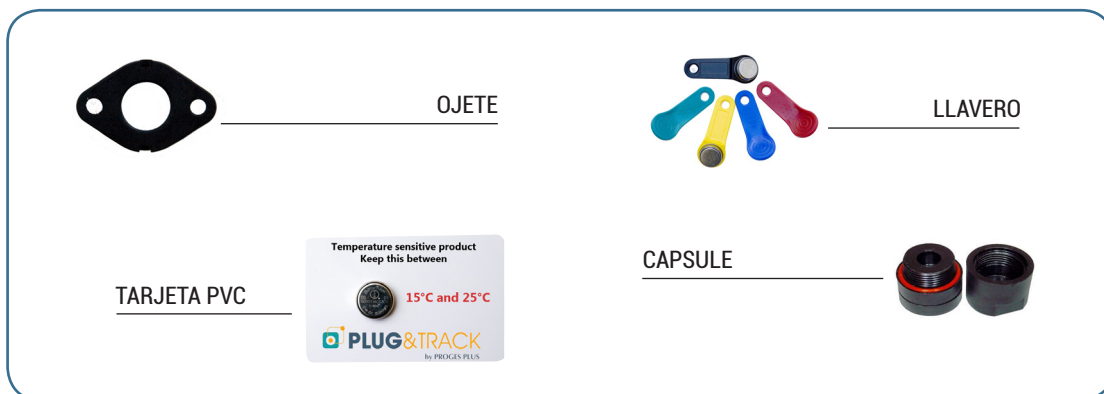 OJETE
LLAVERO
TARJETA PVC
Temperature sensitive product
Keep this between
15°C and 25°C
PLUG&TRACK
by PROGES PLUS
CAPSULE